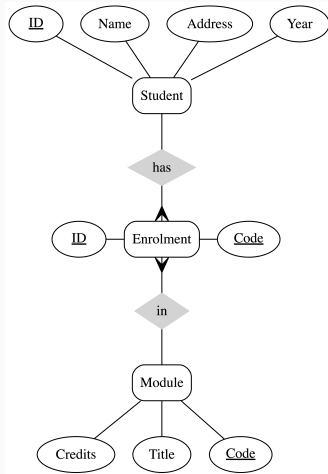 ID Name Address Year
Student
has
ID Enrolment Code
in
Module
Credits Title Code